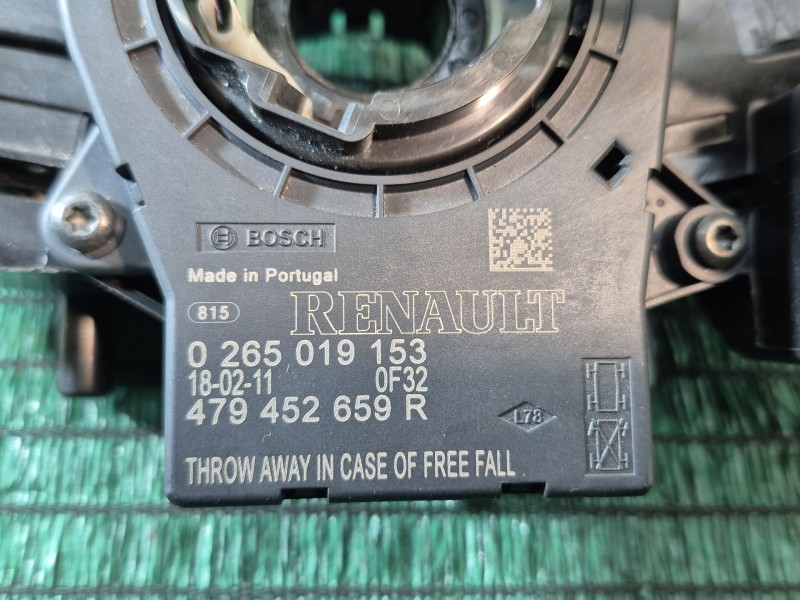 BOSCH
Made in Portugal
815
RENAULT
0 265 019 153
18-02-11 0F32
479 452 659 R
L78
THROW AWAY IN CASE OF FREE FALL